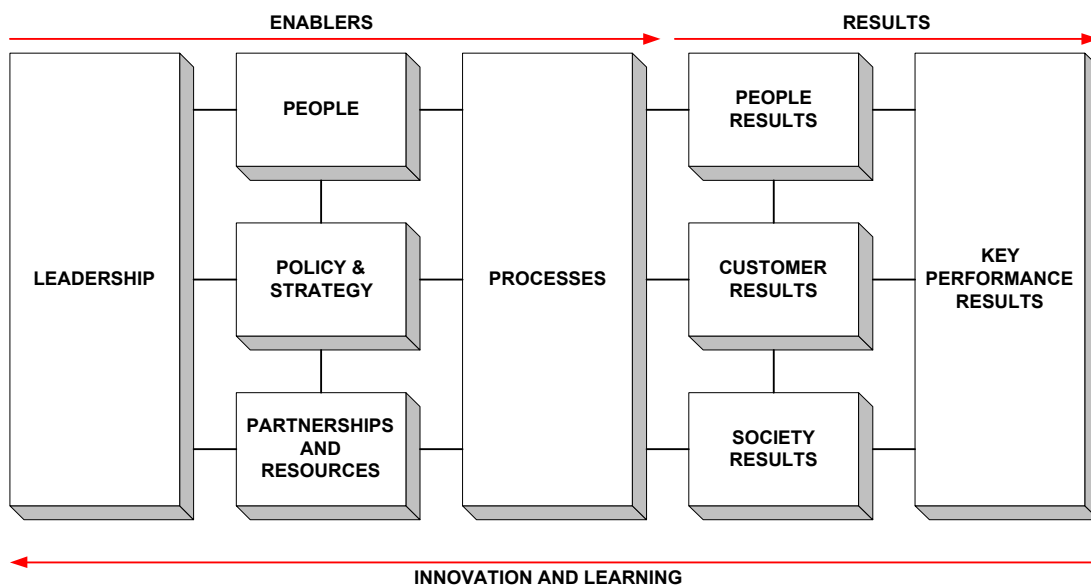 ENABLERS
RESULTS
LEADERSHIP
PEOPLE
POLICY &
STRATEGY
PARTNERSHIPS
AND
RESOURCES
PROCESSES
PEOPLE
RESULTS
CUSTOMER
RESULTS
SOCIETY
RESULTS
KEY
PERFORMANCE
RESULTS
INNOVATION AND LEARNING